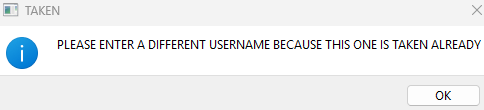 TAKEN
PLEASE ENTER A DIFFERENT USERNAME BECAUSE THIS ONE IS TAKEN ALREADY
OK